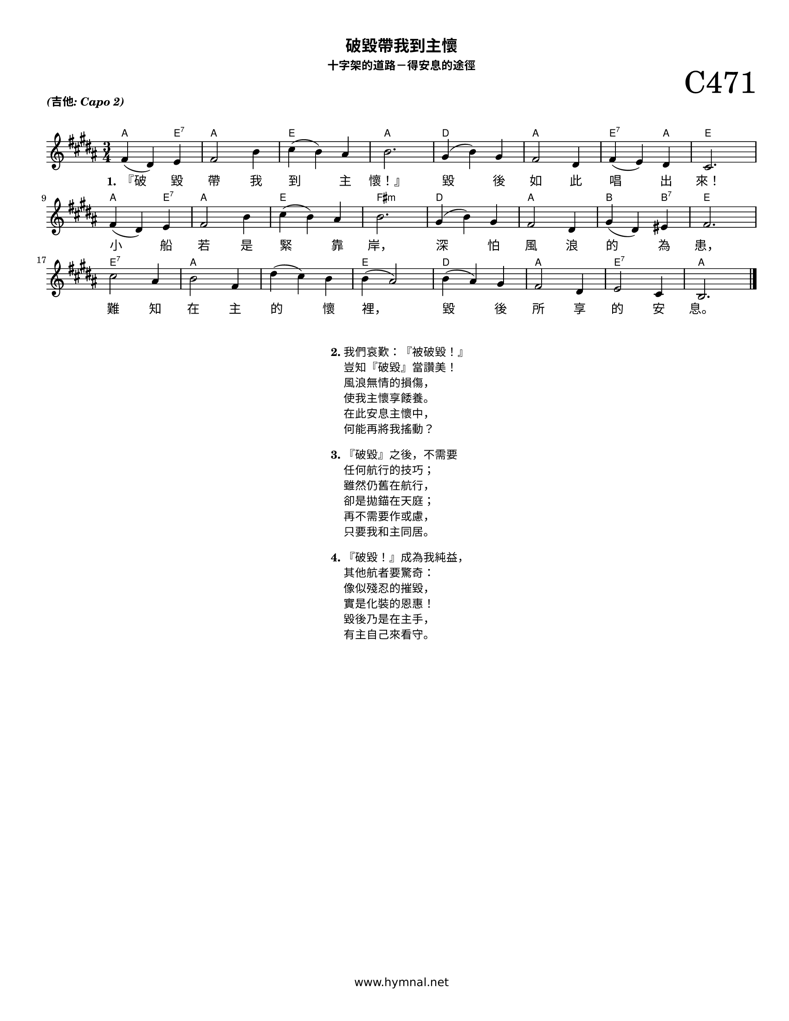 破毀帶我到主懷
十字架的道路－得安息的途徑
C471
(吉他: Capo 2)
A E7 A E A D A E7 A E
3 4
1. 『破 毀 帶 我 到 主 懷！』 毀 後 如 此 唱 出 來！
9 A E7 A E F#m D A B B7 E
小 船 若 是 緊 靠 岸， 深 怕 風 浪 的 為 患，
17 E7 A E D A E7 A
難 知 在 主 的 懷 裡， 毀 後 所 享 的 安 息。
2. 我們哀歎：『被破毀！』
豈知『破毀』當讚美！
風浪無情的損傷，
使我主懷享餧養。
在此安息主懷中，
何能再將我搖動？
3. 『破毀』之後，不需要
任何航行的技巧；
雖然仍舊在航行，
卻是拋錨在天庭；
再不需要作或慮，
只要我和主同居。
4. 『破毀！』成為我純益，
其他航者要驚奇：
像似殘忍的摧毀，
實是化裝的恩惠！
毀後乃是在主手，
有主自己來看守。
www.hymnal.net